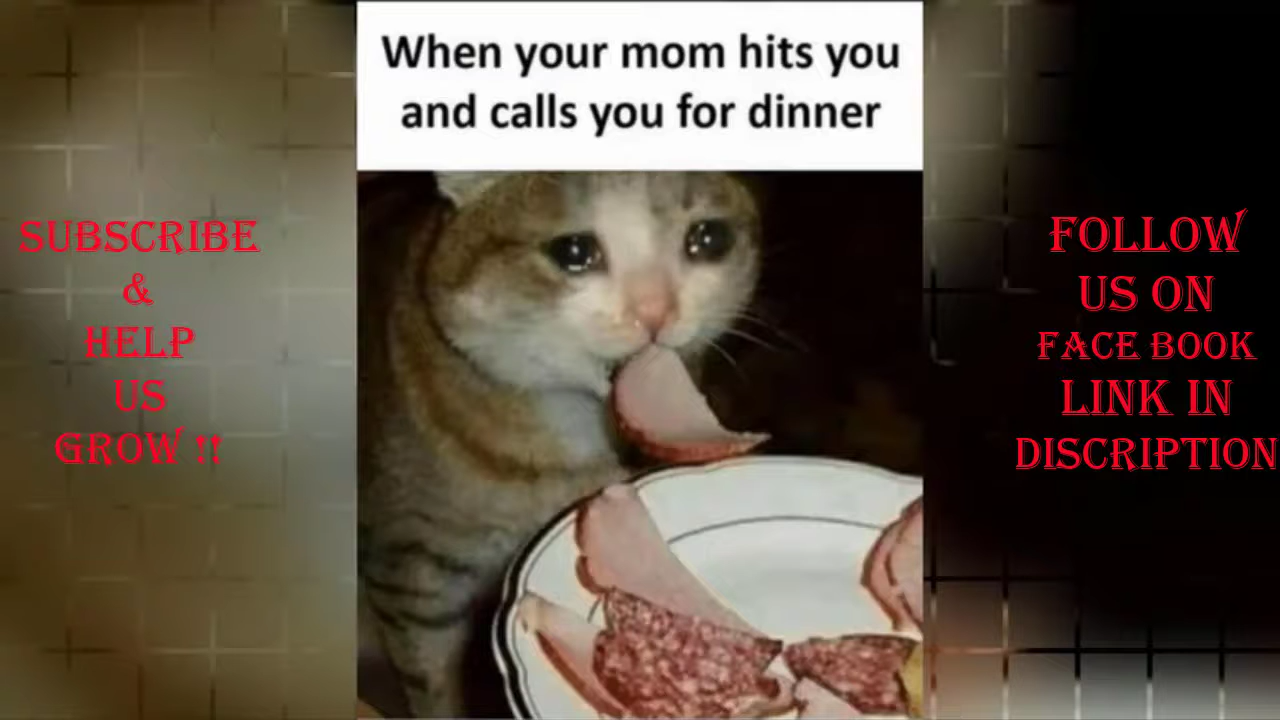 When your mom hits you
and calls you for dinner
SUBSCRIBE
&
HELP
US
GROW !!
FOLLOW
US ON
FACE BOOK
LINK IN
DISCRIPTION